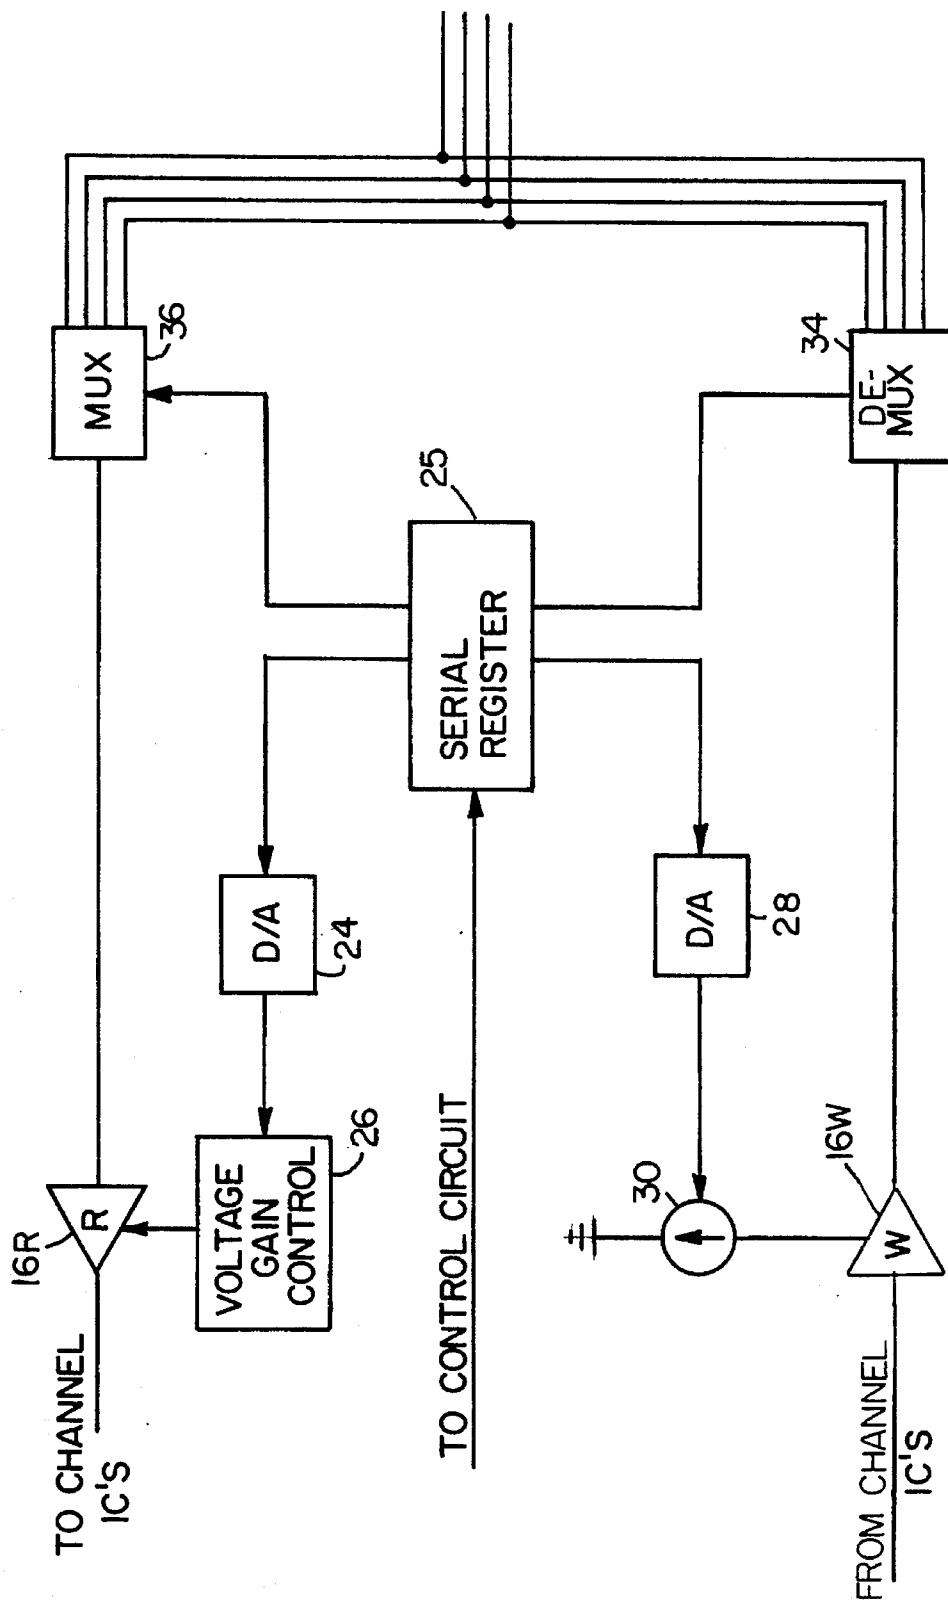 TO CHANNEL
IC'S
16R
R
VOLTAGE
GAIN
CONTROL
26
D/A
24
MUX
36
TO CONTROL CIRCUIT
SERIAL
REGISTER
25
30
D/A
28
FROM CHANNEL
IC'S
W
16W
DE-
MUX
34